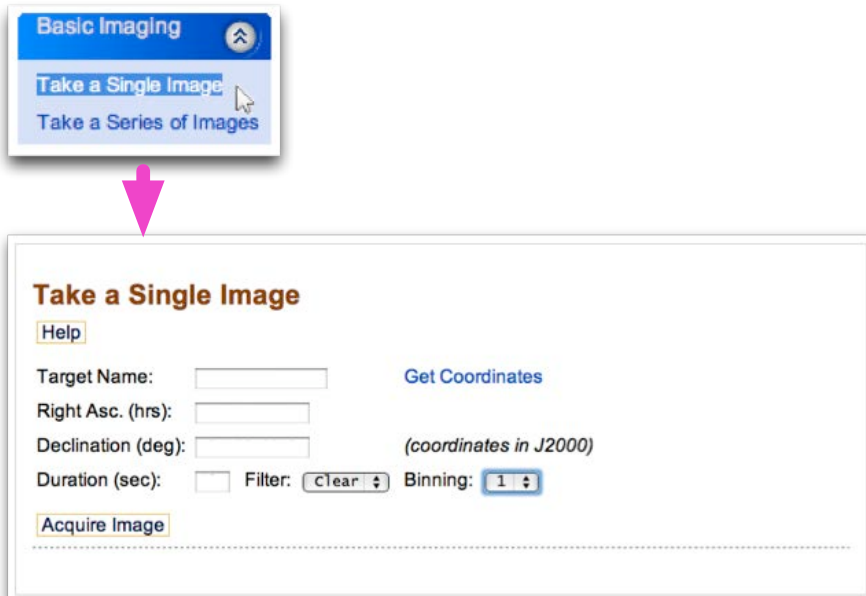 Basic Imaging
Take a Single Image
Take a Series of Images
Take a Single Image
Help
Target Name: Get Coordinates
Right Asc. (hrs):
Declination (deg): (coordinates in J2000)
Duration (sec): Filter: Clear Binning: 1
Acquire Image